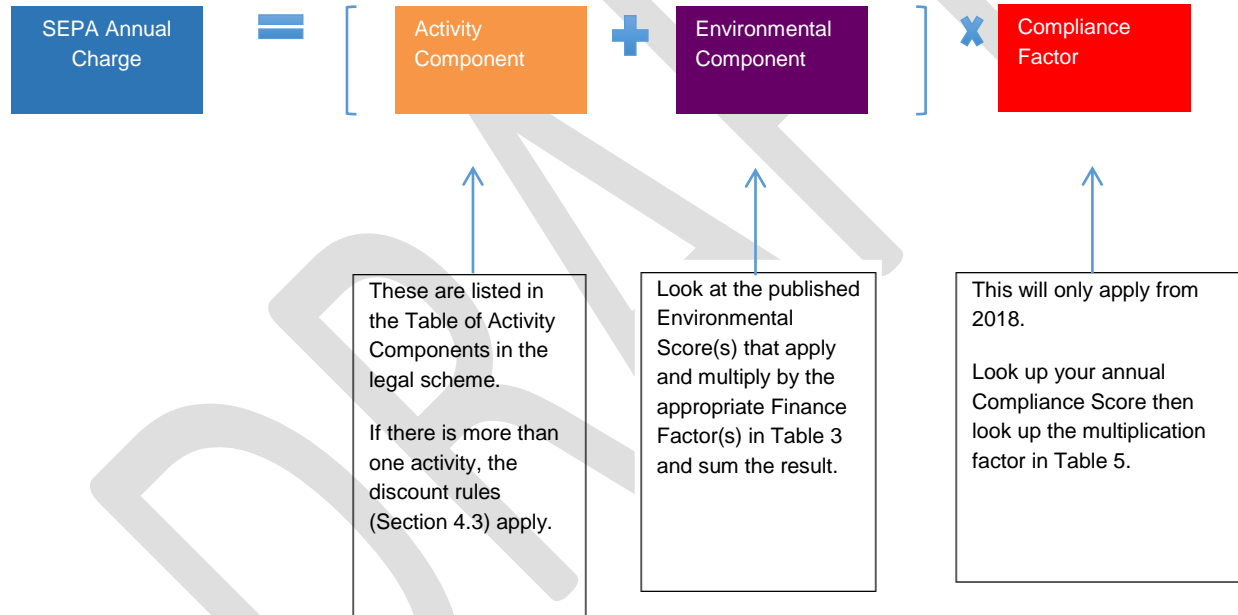 SEPA Annual
Charge
=
[
Activity
Component
+
Environmental
Component
]
×
Compliance
Factor
These are listed in
the Table of Activity
Components in the
legal scheme.
If there is more than
one activity, the
discount rules
(Section 4.3) apply.
Look at the published
Environmental
Score(s) that apply
and multiply by the
appropriate Finance
Factor(s) in Table 3
and sum the result.
This will only apply from
2018.
Look up your annual
Compliance Score then
look up the multiplication
factor in Table 5.
DRAF